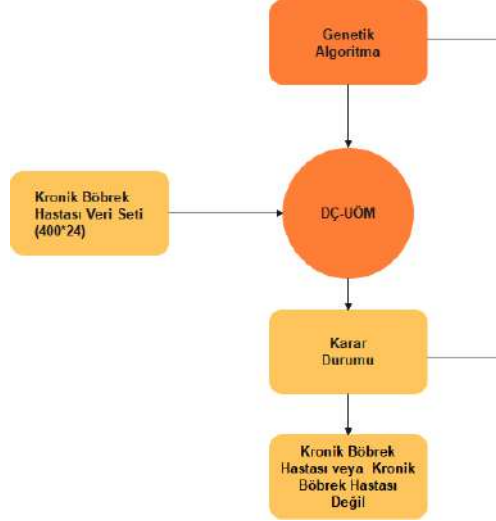 Genetik
Algoritma
Kronik Böbrek
Hastası Veri Seti
(400*24)
DÇ-UÖM
Karar
Durumu
Kronik Böbrek
Hastası veya Kronik
Böbrek Hastası
Değil